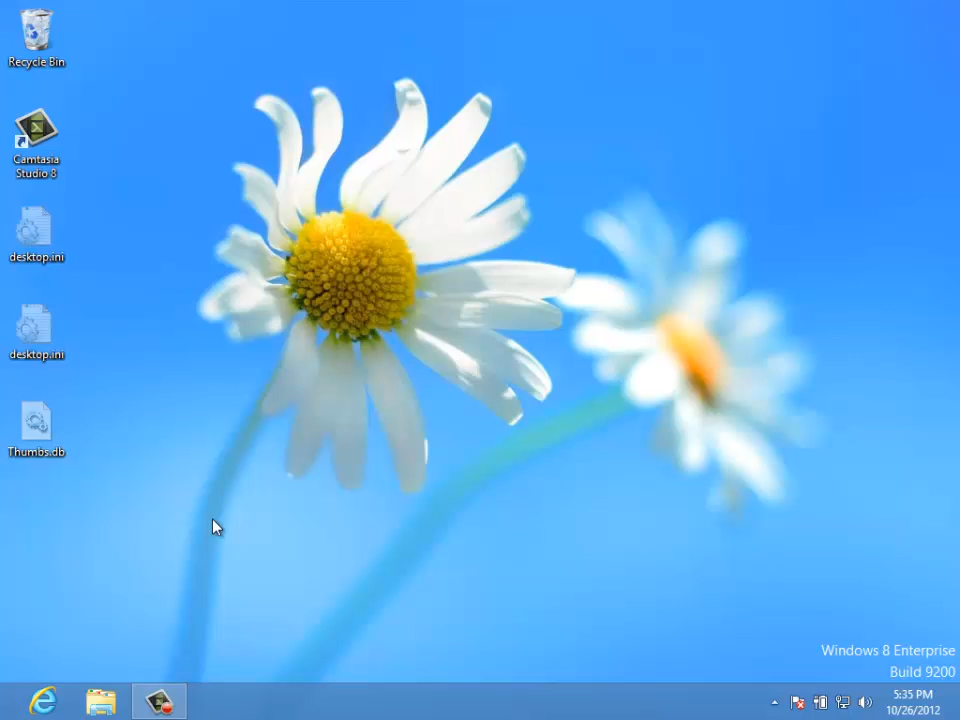 Recycle Bin
Camtasia
Studio 8
desktop.ini
desktop.ini
Thumbs.db
Windows 8 Enterprise
Build 9200
5:35 PM
10/26/2012